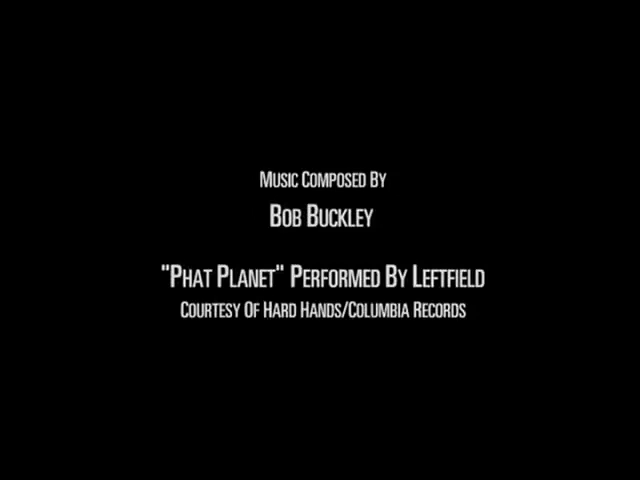 Music Composed By
Bob Buckley
"Phat Planet" Performed By Leftfield
Courtesy Of Hard Hands/Columbia Records